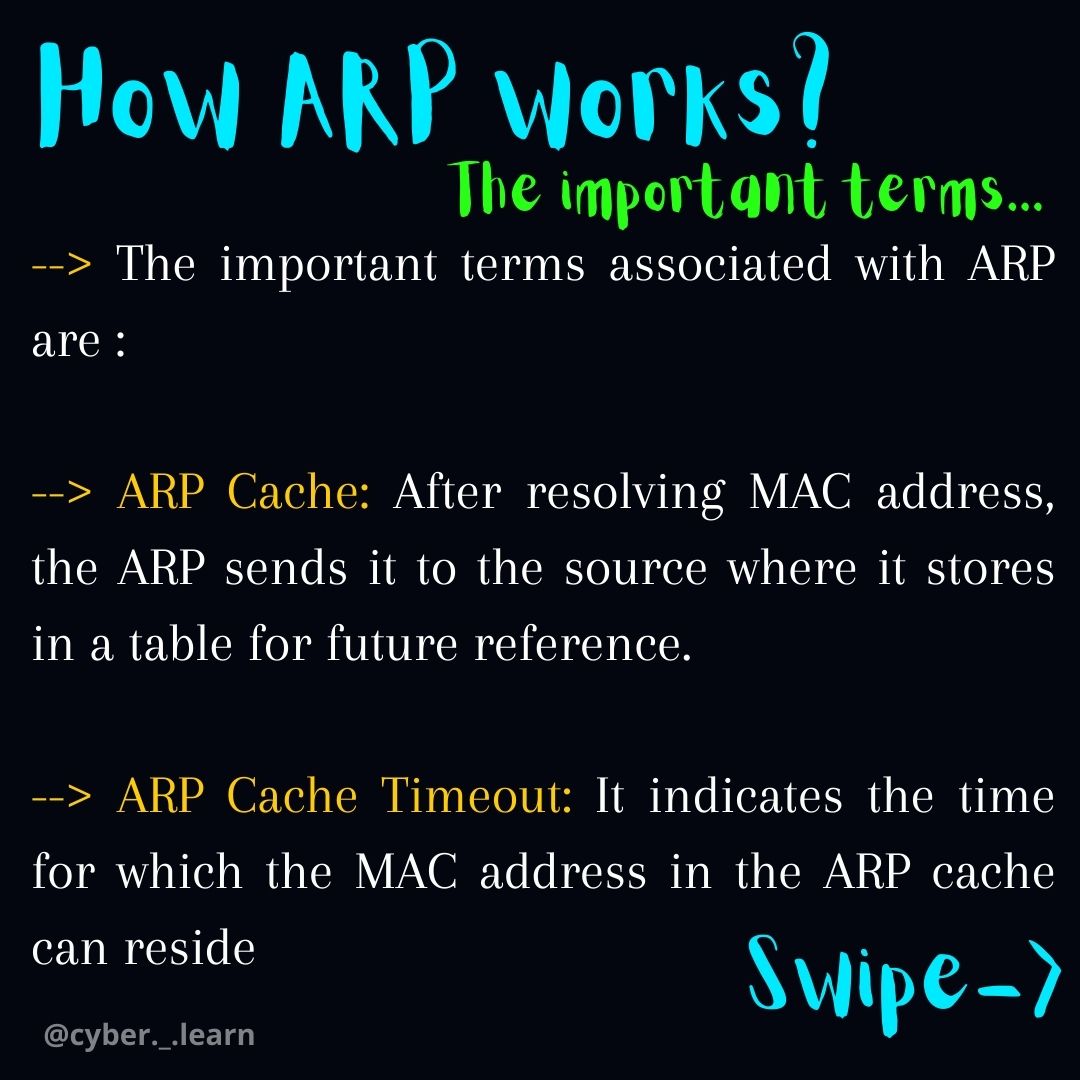 How ARP works?
The important terms...
--> The important terms associated with ARP
are :
--> ARP Cache: After resolving MAC address,
the ARP sends it to the source where it stores
in a table for future reference.
--> ARP Cache Timeout: It indicates the time
for which the MAC address in the ARP cache
can reside
Swipe->
@cyber._.learn